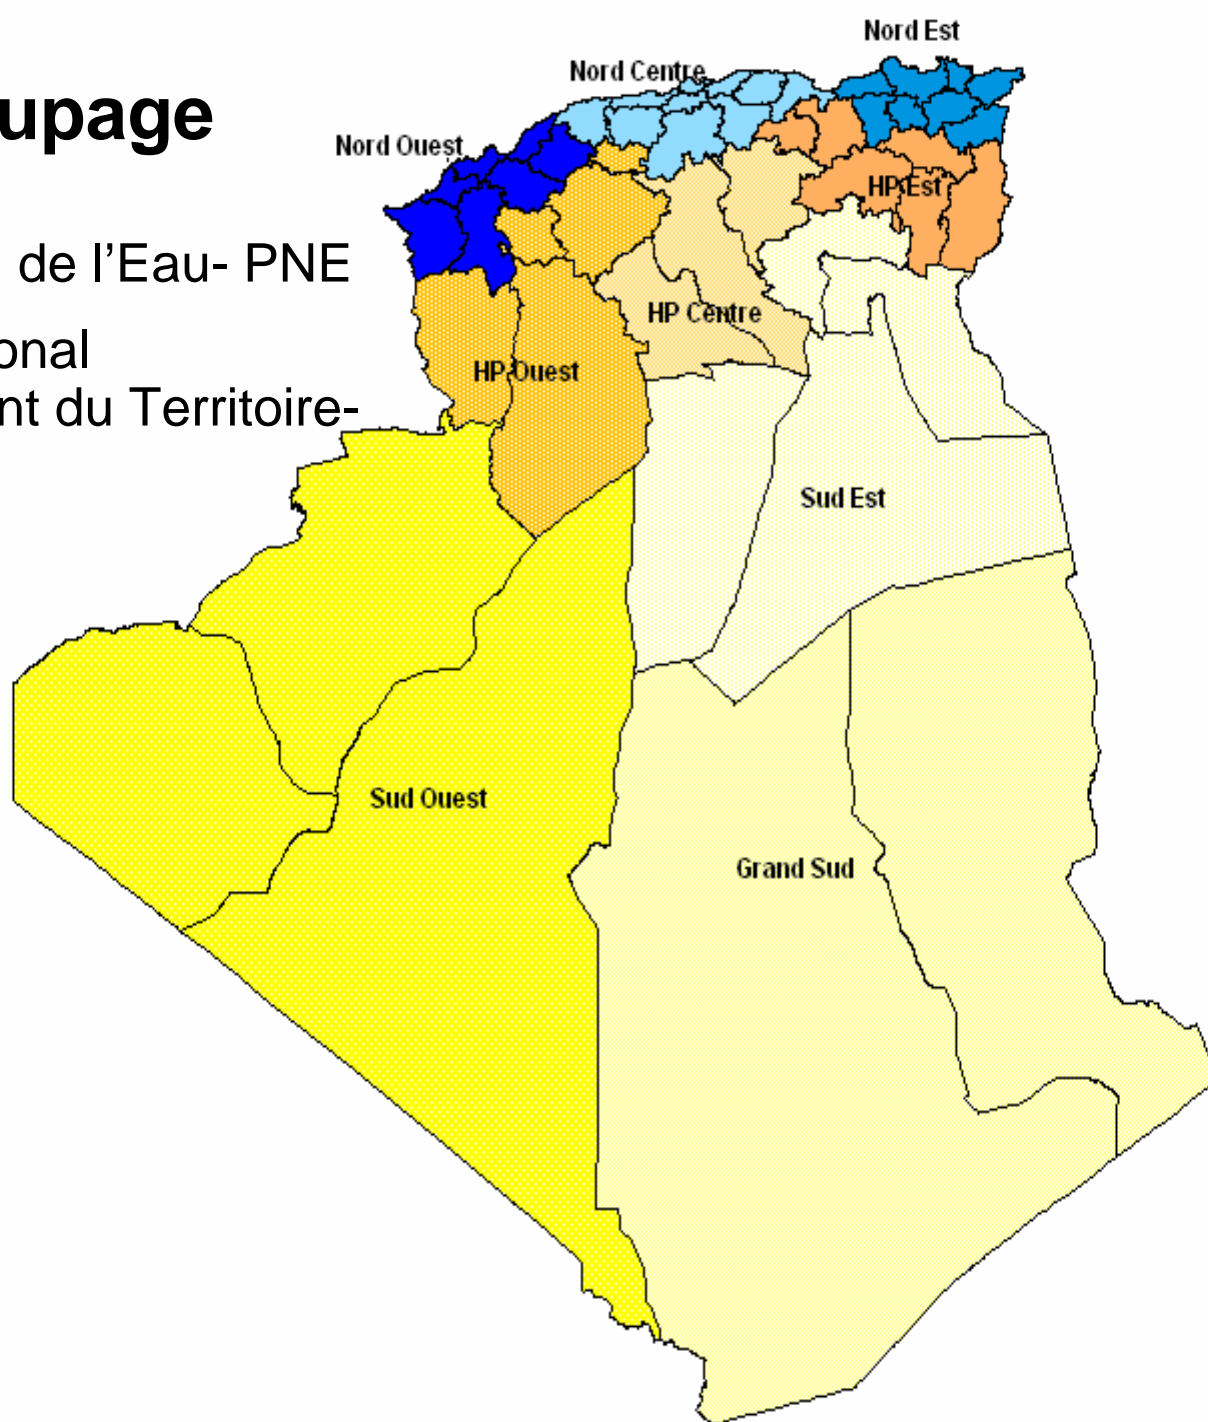 Nord Est
Nord Centre
upage
Nord Ouest
HP Est
de l’Eau- PNE
HP Centre
onal
HP Ouest
nt du Territoire-
Sud Est
Sud Ouest
Grand Sud